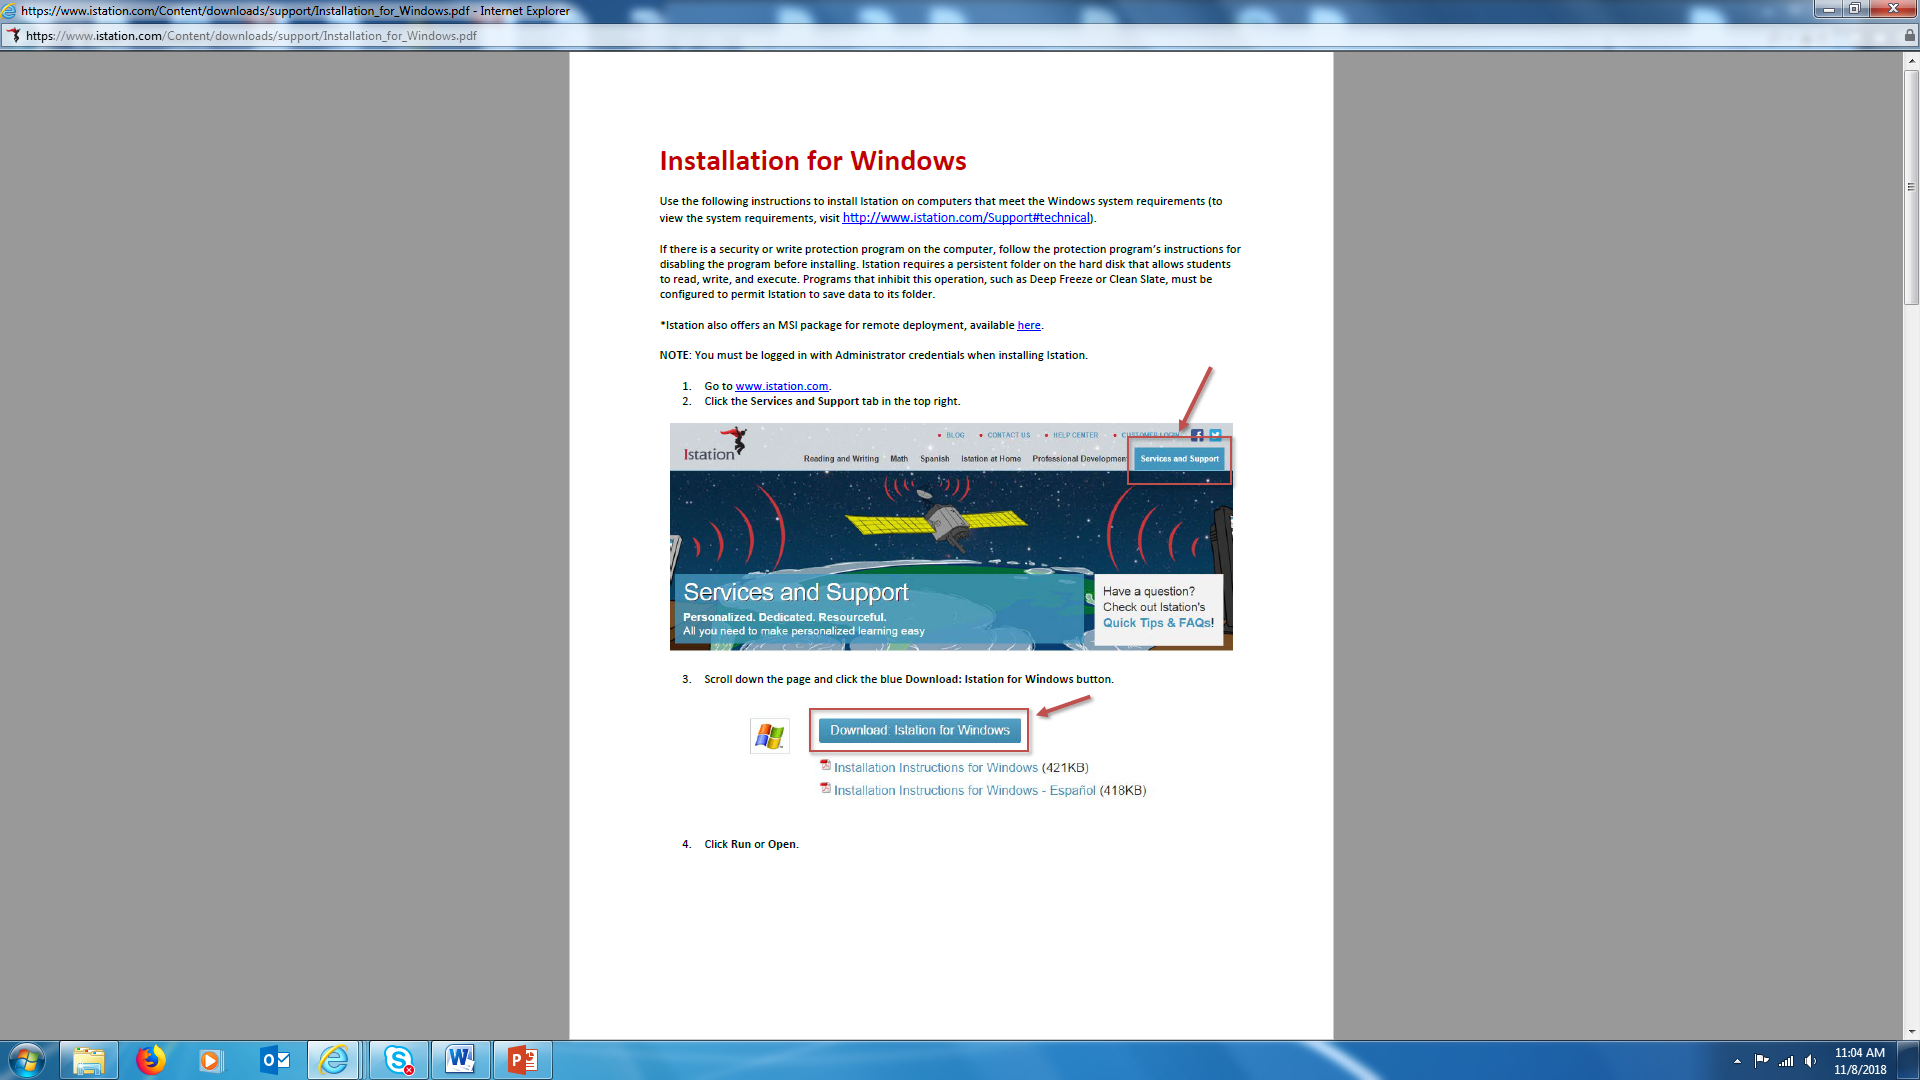 https://www.istation.com/Content/downloads/support/Installation_for_Windows.pdf - Internet Explorer
https://www.istation.com/Content/downloads/support/Installation_for_Windows.pdf
Installation for Windows
Use the following instructions to install Istation on computers that meet the Windows system requirements (to
view the system requirements, visit http://www.istation.com/Support#technical).
If there is a security or write protection program on the computer, follow the protection program's instructions for
disabling the program before installing. Istation requires a persistent folder on the hard disk that allows students
to read, write, and execute. Programs that inhibit this operation, such as Deep Freeze or Clean Slate, must be
configured to permit Istation to save data to its folder.
*Istation also offers an MSI package for remote deployment, available here.
NOTE: You must be logged in with Administrator credentials when installing Istation.
1. Go to www.istation.com.
2. Click the Services and Support tab in the top right.
BLOG CONTACT US HELP CENTER CUSTOMER LOGIN
Istation
Reading and Writing Math Spanish Istation at Home Professional Development Services and Support
Services and Support
Personalized. Dedicated. Resourceful.
All you need to make personalized learning easy
Have a question?
Check out Istation's
Quick Tips & FAQs!
3. Scroll down the page and click the blue Download: Istation for Windows button.
Download: Istation for Windows
Installation Instructions for Windows (421KB)
Installation Instructions for Windows - Español (418KB)
4. Click Run or Open.
11:04 AM
11/8/2018